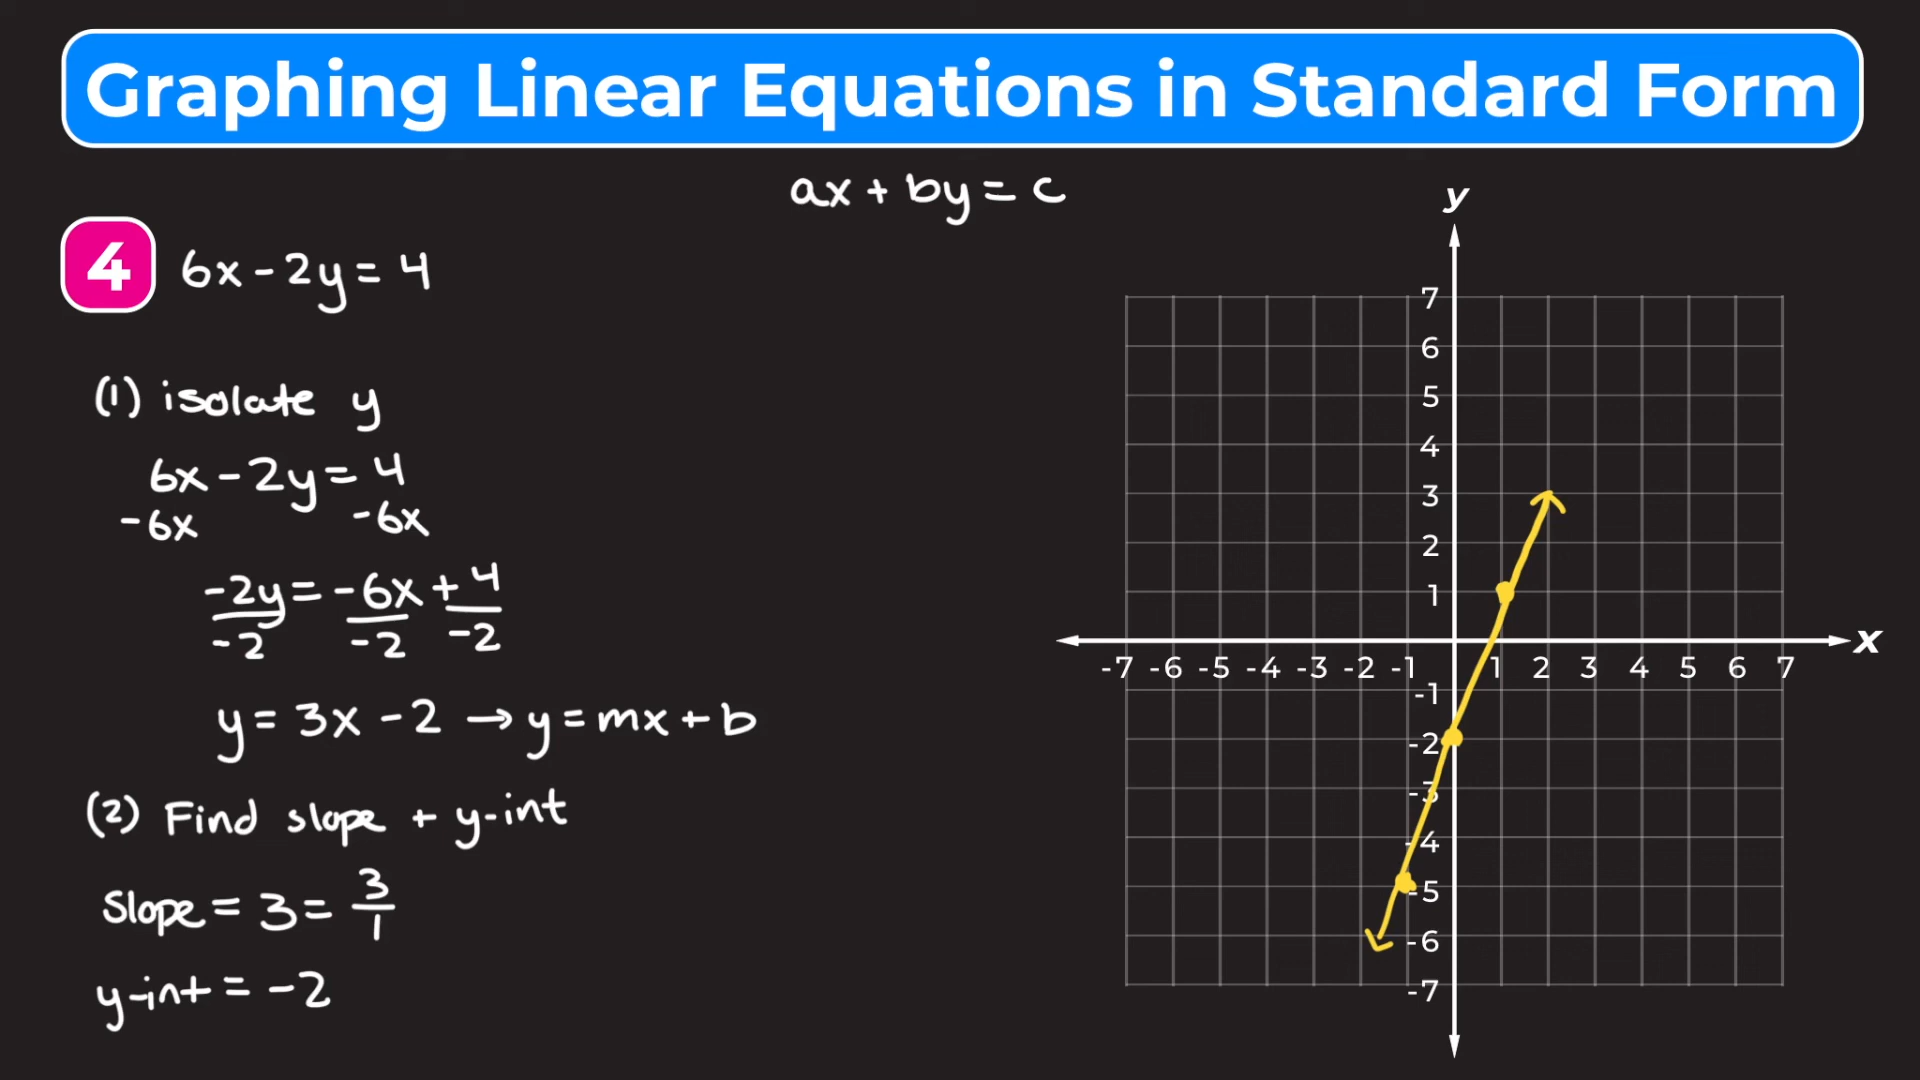 Graphing Linear Equations in Standard Form
ax + by = c
4 6x - 2y = 4
(1) isolate y
6x - 2y = 4
-6x -6x
-2y = -6x + 4
-2 -2 -2
y = 3x - 2 → y = mx + b
(2) Find slope + y-int
Slope = 3 = 3/1
y-int = -2
y
7
6
5
4
3
2
1
x
-7 -6 -5 -4 -3 -2 -1 1 2 3 4 5 6 7
-1
-2
-3
-4
-5
-6
-7